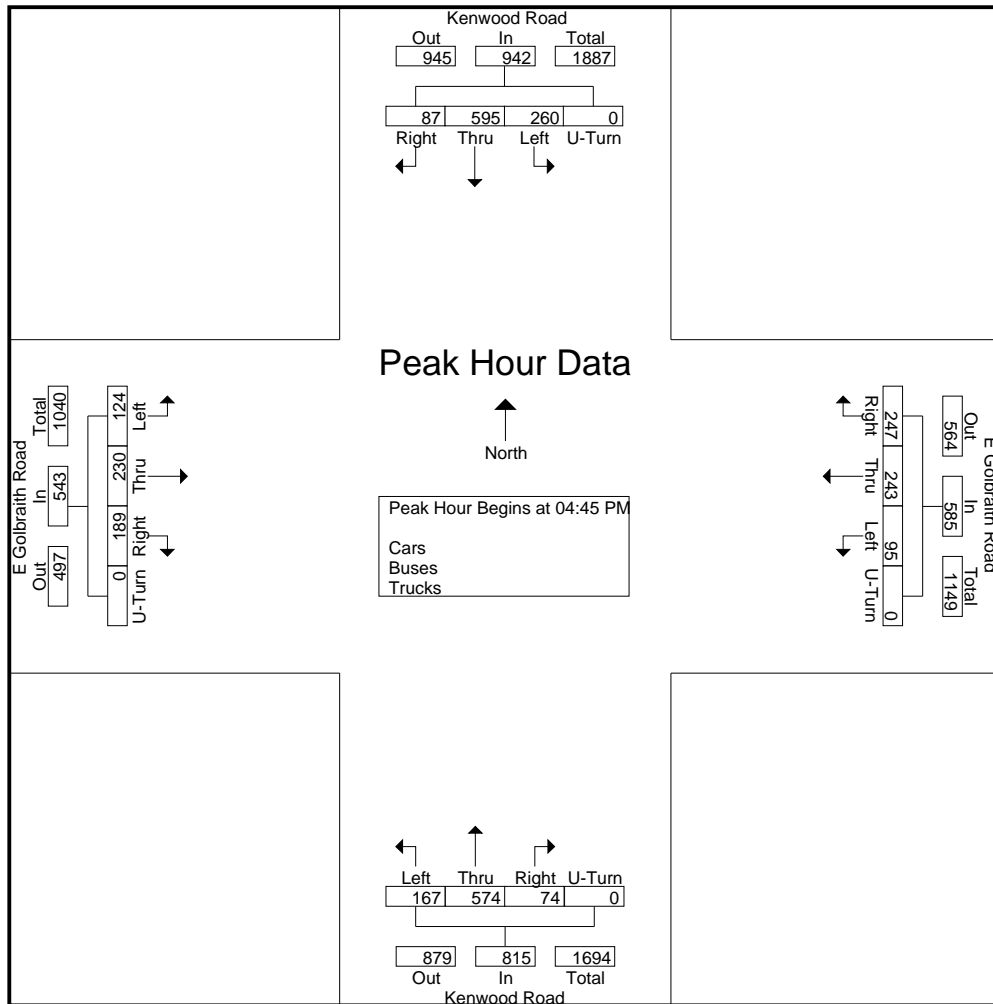 Kenwood Road
Out In Total
945 942 1887
87 595 260 0
Right Thru Left U-Turn
Peak Hour Data
North
Peak Hour Begins at 04:45 PM
Cars
Buses
Trucks
E Golbraith Road
Out In Total
497 543 1040
0 189 230 124
U-Turn Right Thru Left
E Golbraith Road
Out In Total
564 585 1149
247 243 95 0
Right Thru Left U-Turn
Left Thru Right U-Turn
167 574 74 0
879 815 1694
Out In Total
Kenwood Road